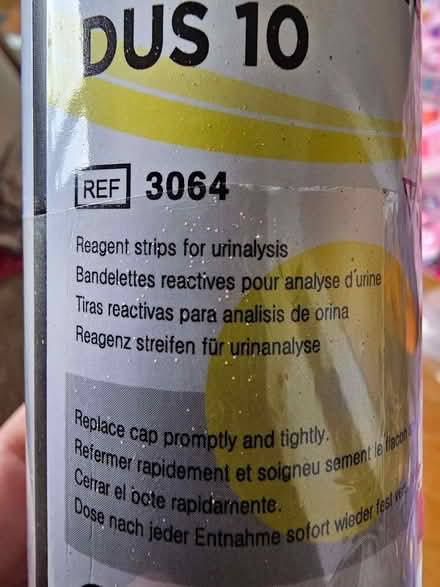 DUS 10
REF 3064
Reagent strips for urinalysis
Bandelettes reactives pour analyse d'urine
Tiras reactivas para analisis de orina
Reagenz streifen für urinanalyse
Replace cap promptly and tightly.
Refermer rapidement et soigneu sement le flacon
Cerrar el bote rapidamente.
Dose nach jeder Entnahme sofort wieder fest